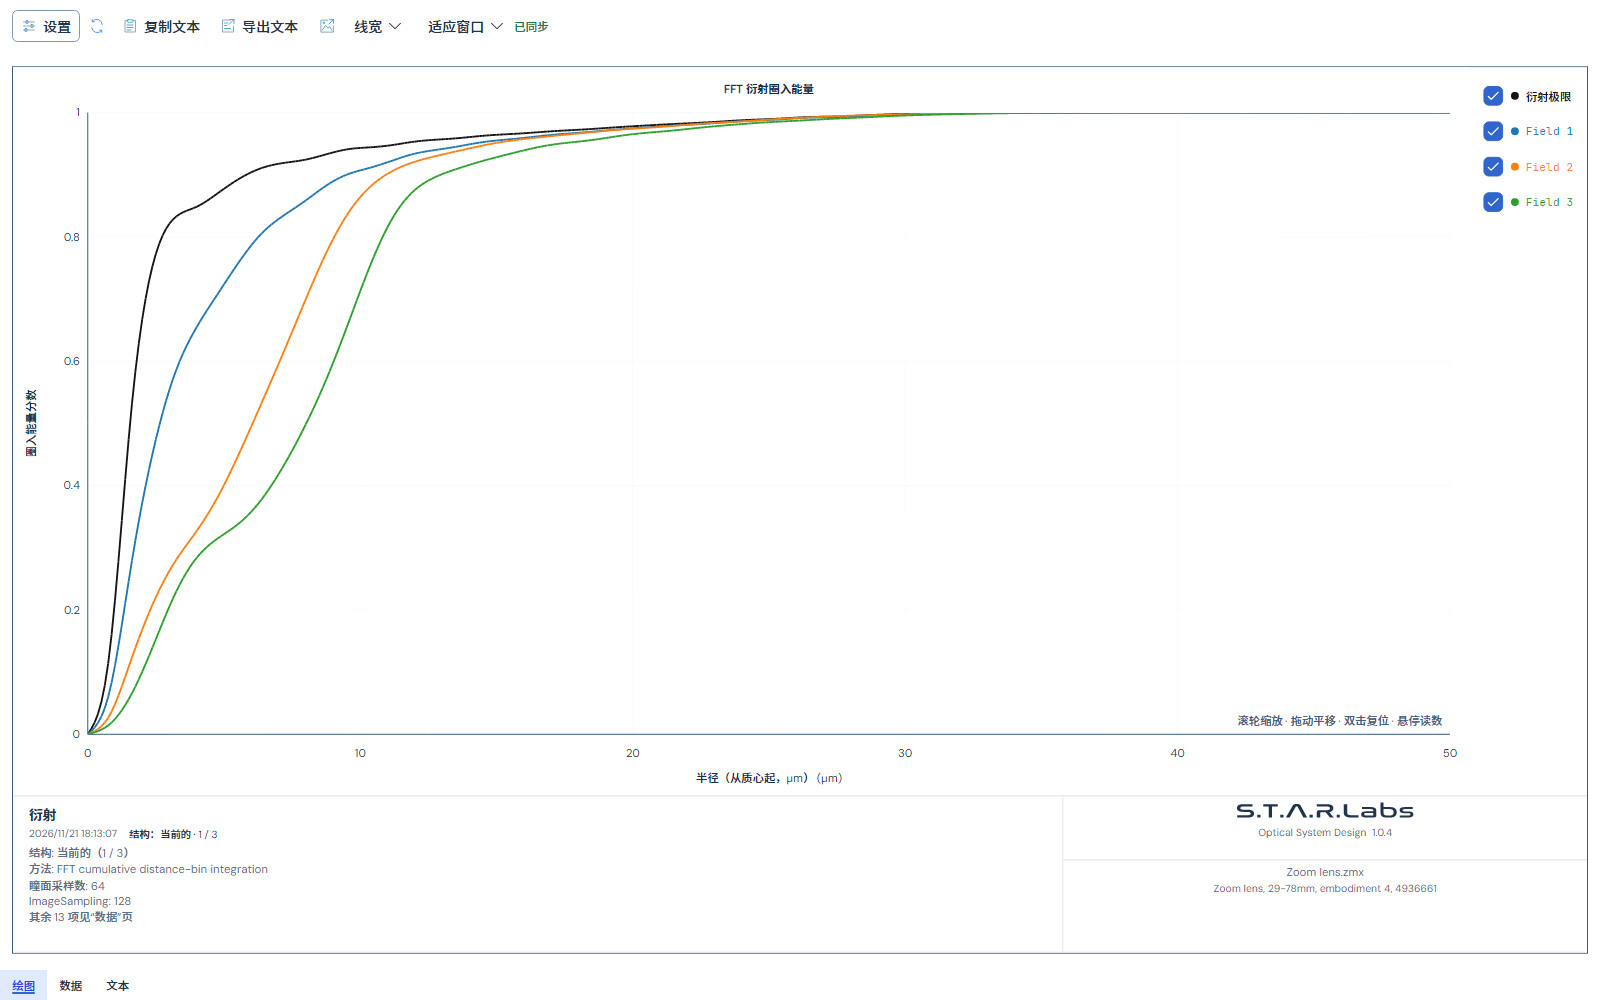 设置 复制文本 导出文本 线宽 适应窗口 已同步
FFT 衍射圈入能量
衍射极限
Field 1
Field 2
Field 3
1
0.8
0.6
0.4
0.2
0
圈入能量分数
滚轮缩放 · 拖动平移 · 双击复位 · 悬停读数
0 10 20 30 40 50
半径（从质心起，μm）（μm）
衍射
2026/11/21 18:13:07 结构：当前的 · 1 / 3
结构: 当前的（1 / 3）
方法: FFT cumulative distance-bin integration
瞳面采样数: 64
ImageSampling: 128
其余 13 项见“数据”页
S.T.A.R.Labs
Optical System Design 1.0.4
Zoom lens.zmx
Zoom lens, 29-78mm, embodiment 4, 4936661
绘图 数据 文本